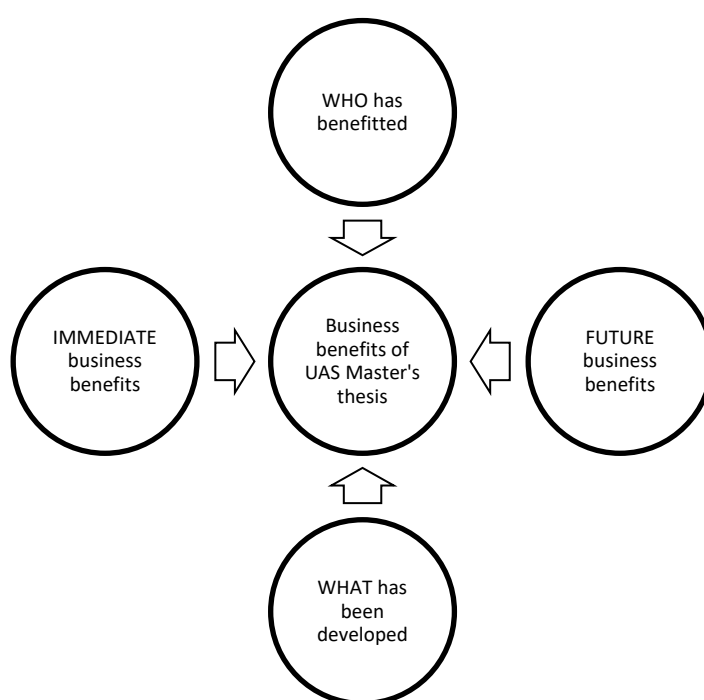 WHO has
benefitted
IMMEDIATE
business
benefits
Business
benefits of
UAS Master's
thesis
FUTURE
business
benefits
WHAT has
been
developed